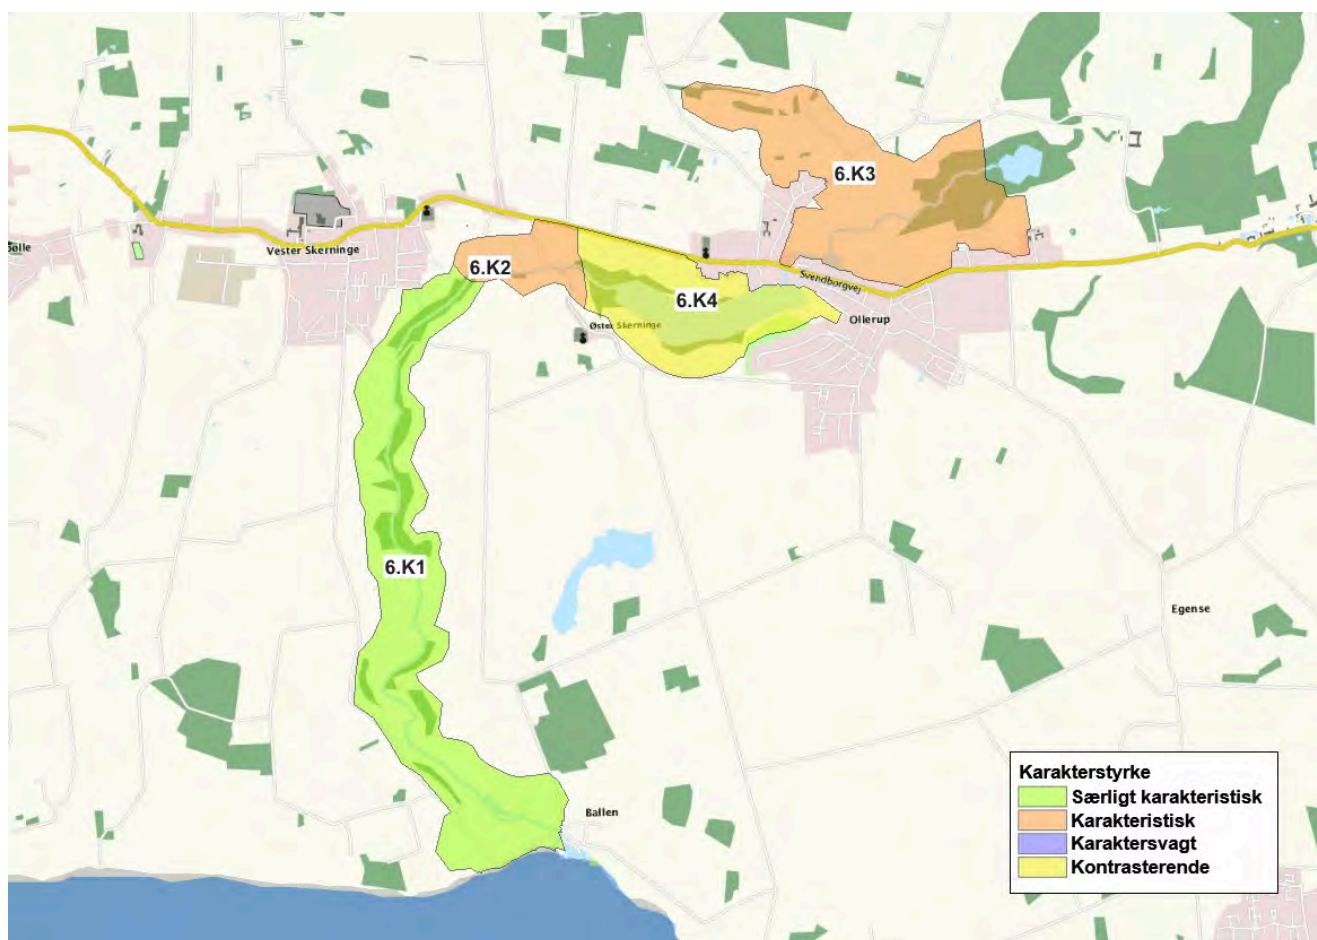 6.K3
Vester Skerninge
6.K2
Svendborgvej
6.K4
Ollerup
Øster Skerninge
6.K1
Egense
Ballen
Karakterstyrke
Særligt karakteristisk
Karakteristisk
Karaktersvagt
Kontrasterende